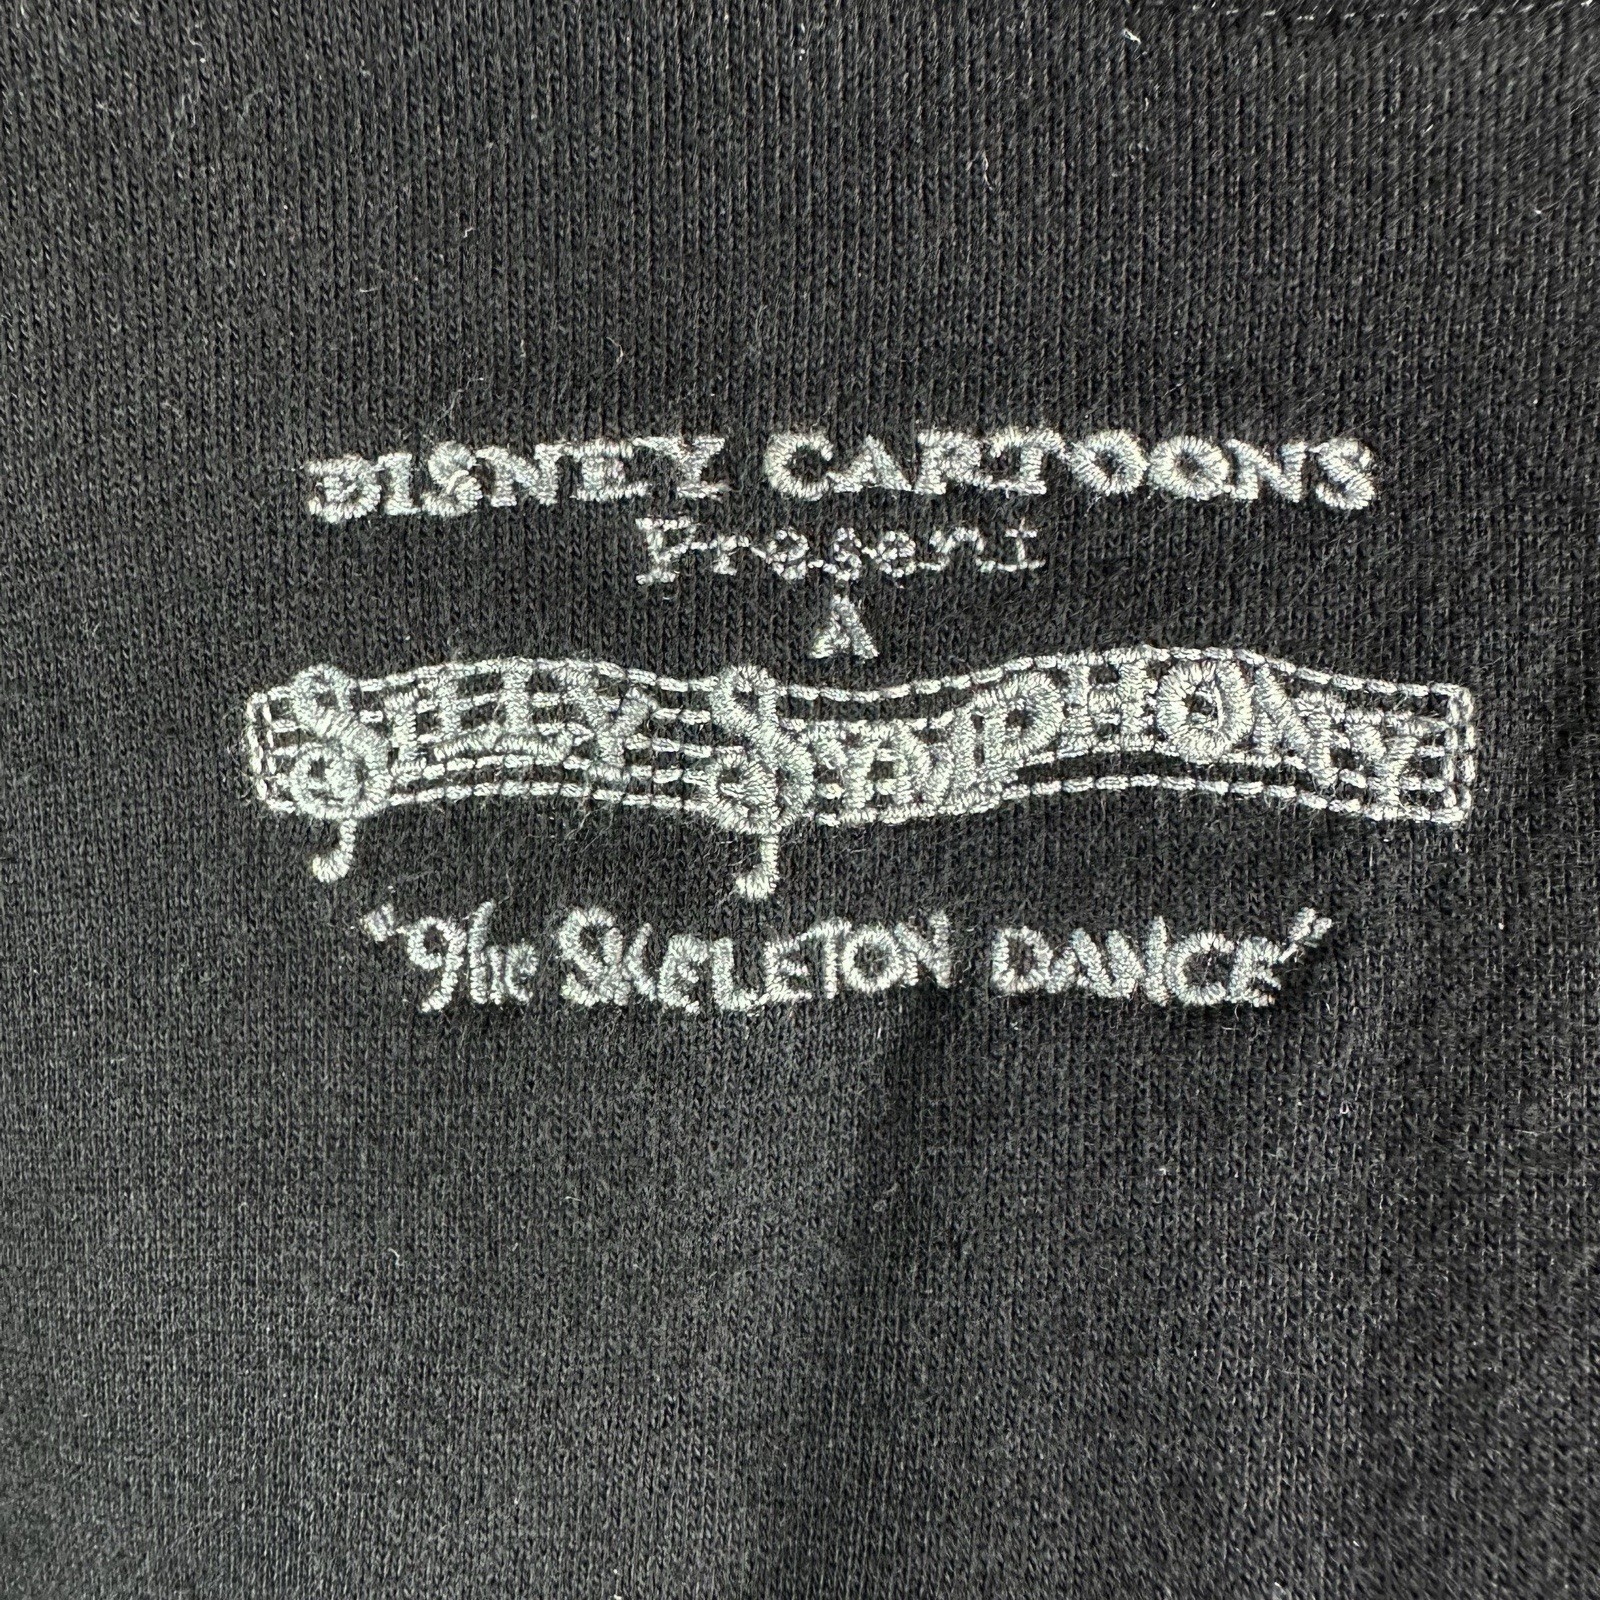 DISNEY CARTOONS
Present
A
SILLY SYMPHONY
"The SKELETON DANCE"